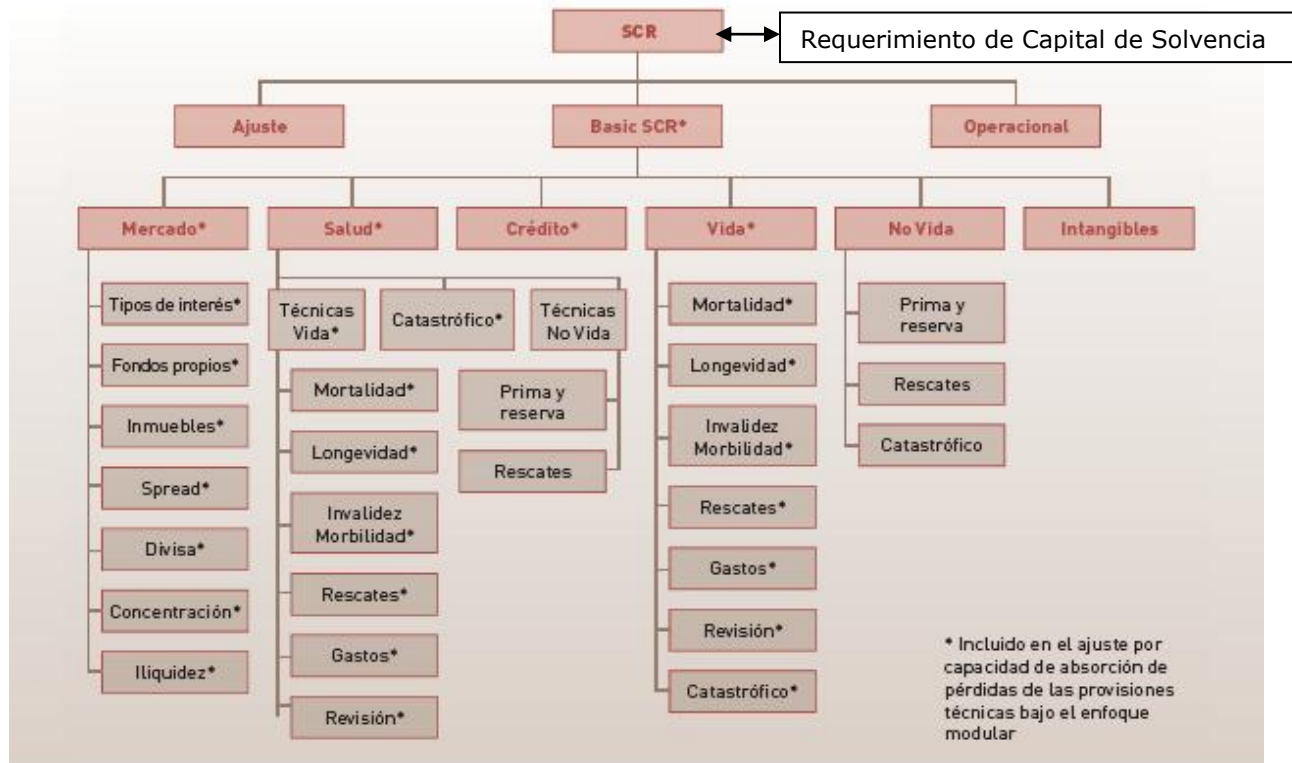 SCR
Requerimiento de Capital de Solvencia
Ajuste
Basic SCR*
Operacional
Mercado*
Salud*
Crédito*
Vida*
No Vida
Intangibles
Tipos de interés*
Fondos propios*
Inmuebles*
Spread*
Divisa*
Concentración*
Iliquidez*
Técnicas
Vida*
Catastrófico*
Técnicas
No Vida
Mortalidad*
Longevidad*
Invalidez
Morbilidad*
Rescates*
Gastos*
Revisión*
Prima y
reserva
Rescates
Mortalidad*
Longevidad*
Invalidez
Morbilidad*
Rescates*
Gastos*
Revisión*
Catastrófico*
Prima y
reserva
Rescates
Catastrófico
* Incluido en el ajuste por
capacidad de absorción de
pérdidas de las provisiones
técnicas bajo el enfoque
modular